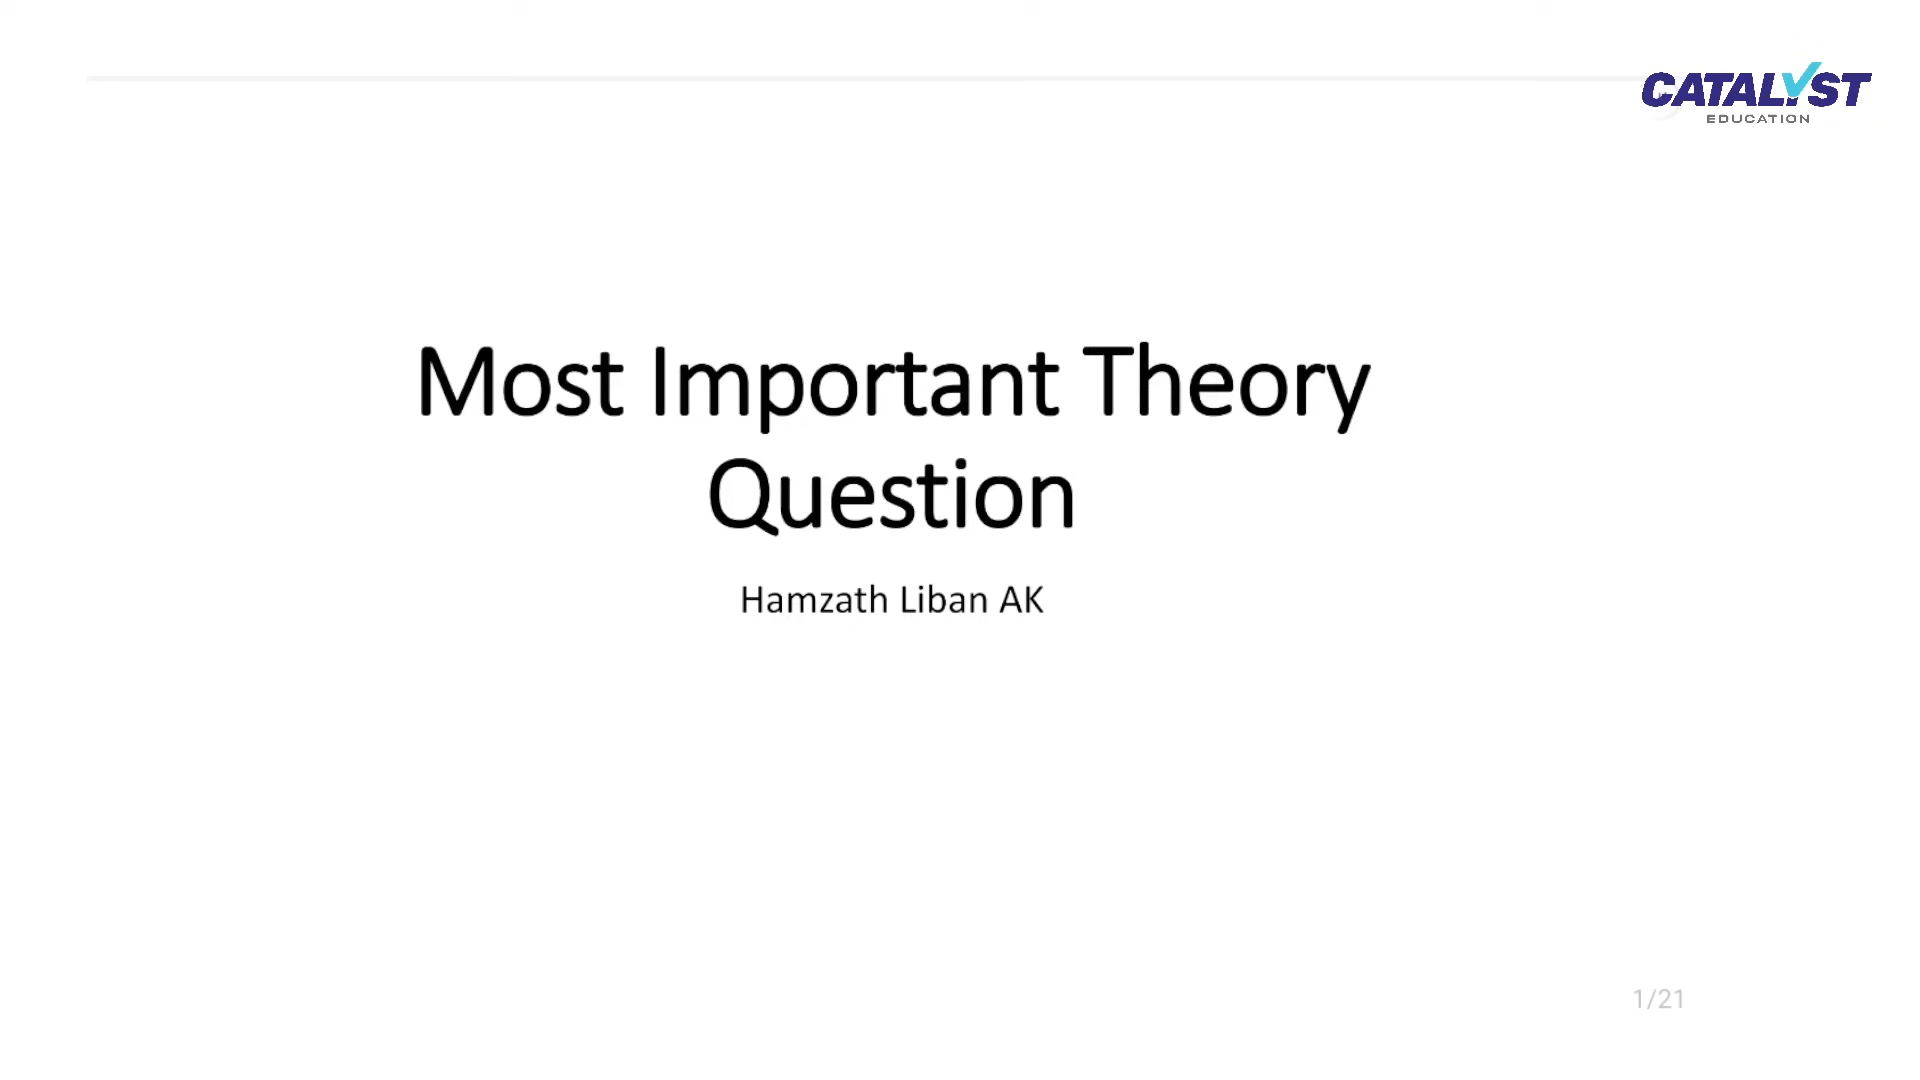 CATALYST
EDUCATION
Most Important Theory
Question
Hamzath Liban AK
1/21